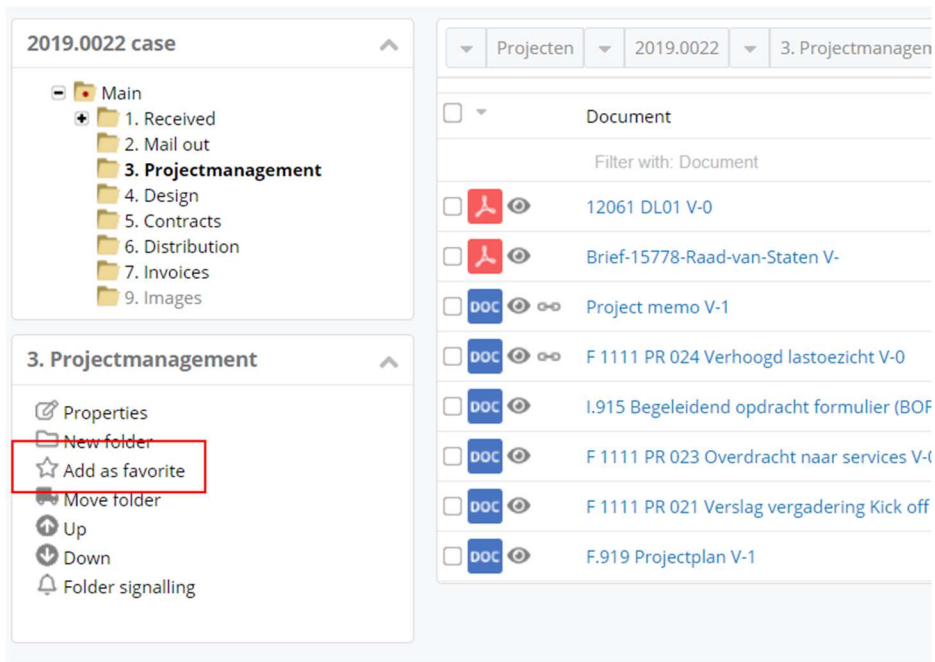 2019.0022 case
Main
1. Received
2. Mail out
3. Projectmanagement
4. Design
5. Contracts
6. Distribution
7. Invoices
9. Images
3. Projectmanagement
Properties
New folder
Add as favorite
Move folder
Up
Down
Folder signalling
Projecten 2019.0022 3. Projectmanagem
Document
Filter with: Document
12061 DL01 V-0
Brief-15778-Raad-van-Staten V-
DOC Project memo V-1
DOC F 1111 PR 024 Verhoogd lastoezicht V-0
DOC I.915 Begeleidend opdracht formulier (BOF
DOC F 1111 PR 023 Overdracht naar services V-0
DOC F 1111 PR 021 Verslag vergadering Kick off
DOC F.919 Projectplan V-1